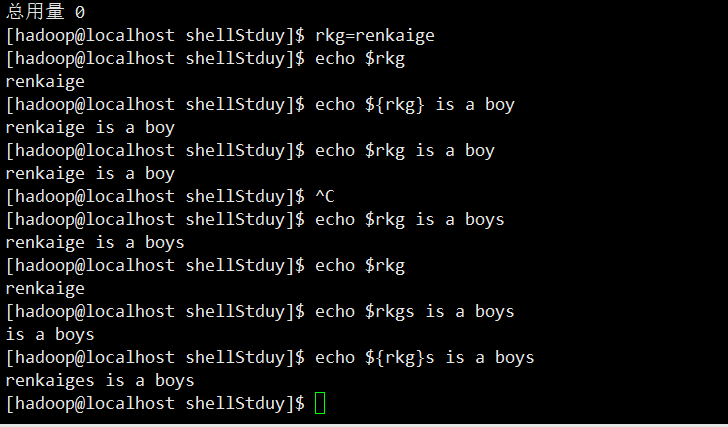 总用量 0
[hadoop@localhost shellStduy]$ rkg=renkaige
[hadoop@localhost shellStduy]$ echo $rkg
renkaige
[hadoop@localhost shellStduy]$ echo ${rkg} is a boy
renkaige is a boy
[hadoop@localhost shellStduy]$ echo $rkg is a boy
renkaige is a boy
[hadoop@localhost shellStduy]$ ^C
[hadoop@localhost shellStduy]$ echo $rkg is a boys
renkaige is a boys
[hadoop@localhost shellStduy]$ echo $rkg
renkaige
[hadoop@localhost shellStduy]$ echo $rkgs is a boys
is a boys
[hadoop@localhost shellStduy]$ echo ${rkg}s is a boys
renkaiges is a boys
[hadoop@localhost shellStduy]$